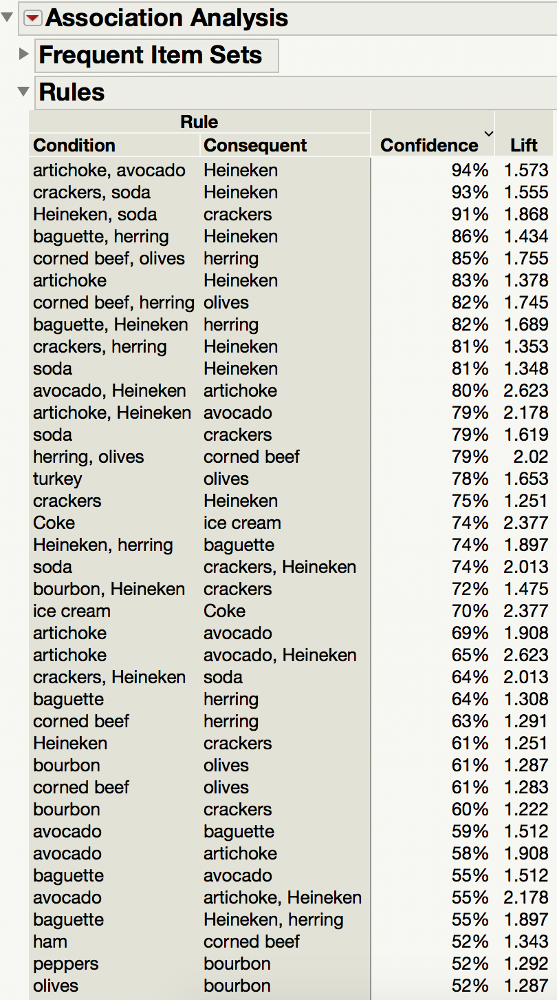 Association Analysis
Frequent Item Sets
Rules
Rule
Condition Consequent Confidence Lift
artichoke, avocado Heineken 94% 1.573
crackers, soda Heineken 93% 1.555
Heineken, soda crackers 91% 1.868
baguette, herring Heineken 86% 1.434
corned beef, olives herring 85% 1.755
artichoke Heineken 83% 1.378
corned beef, herring olives 82% 1.745
baguette, Heineken herring 82% 1.689
crackers, herring Heineken 81% 1.353
soda Heineken 81% 1.348
avocado, Heineken artichoke 80% 2.623
artichoke, Heineken avocado 79% 2.178
soda crackers 79% 1.619
herring, olives corned beef 79% 2.02
turkey olives 78% 1.653
crackers Heineken 75% 1.251
Coke ice cream 74% 2.377
Heineken, herring baguette 74% 1.897
soda crackers, Heineken 74% 2.013
bourbon, Heineken crackers 72% 1.475
ice cream Coke 70% 2.377
artichoke avocado 69% 1.908
artichoke avocado, Heineken 65% 2.623
crackers, Heineken soda 64% 2.013
baguette herring 64% 1.308
corned beef herring 63% 1.291
Heineken crackers 61% 1.251
bourbon olives 61% 1.287
corned beef olives 61% 1.283
bourbon crackers 60% 1.222
avocado baguette 59% 1.512
avocado artichoke 58% 1.908
baguette avocado 55% 1.512
avocado artichoke, Heineken 55% 2.178
baguette Heineken, herring 55% 1.897
ham corned beef 52% 1.343
peppers bourbon 52% 1.292
olives bourbon 52% 1.287